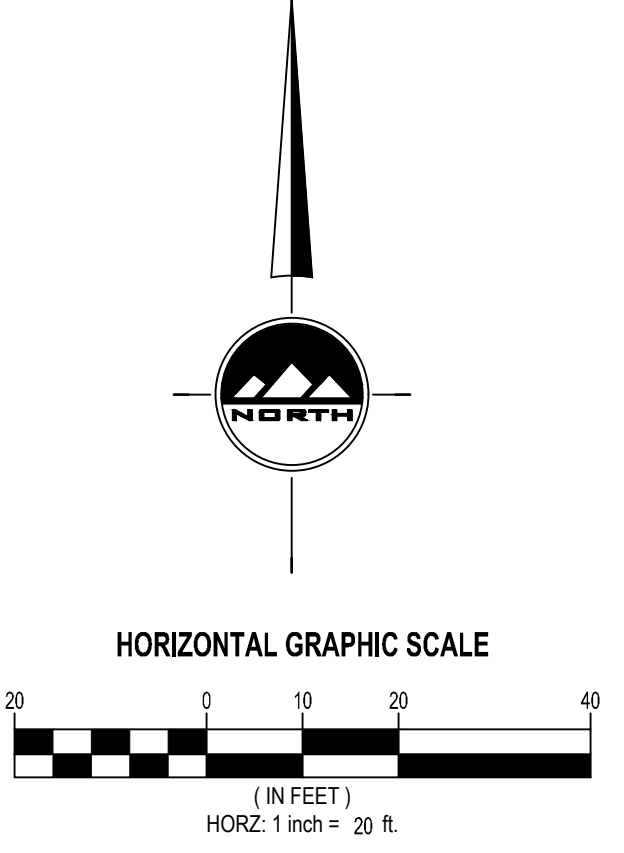 NORTH
HORIZONTAL GRAPHIC SCALE
20 0 10 20 40
( IN FEET )
HORZ: 1 inch = 20 ft.